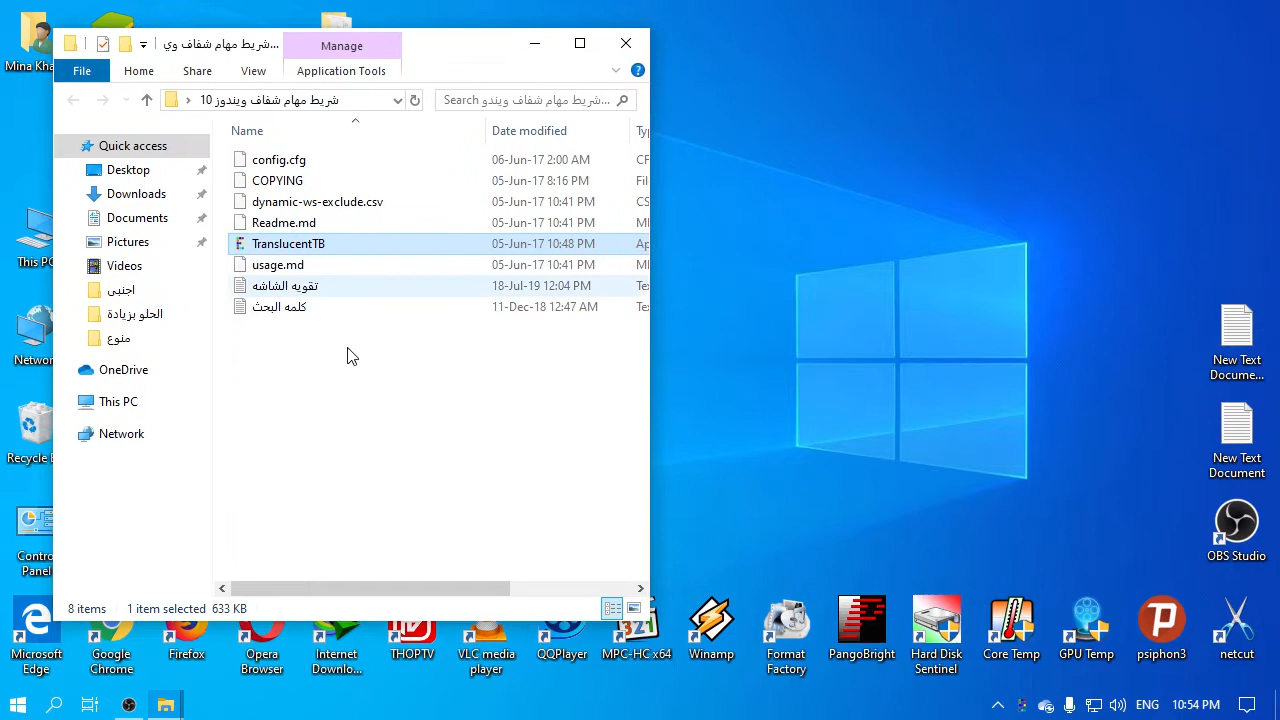 شريط مهام شفاف وي...
Manage
File
Home
Share
View
Application Tools
شريط مهام شفاف ويندوز 10
Search شريط مهام شفاف ويندو...
Name
Date modified
Quick access
Desktop
Downloads
Documents
Pictures
Videos
اجنبى
الحلو بزيادة
منوع
OneDrive
This PC
Network
config.cfg 06-Jun-17 2:00 AM CF
COPYING 05-Jun-17 8:16 PM Fil
dynamic-ws-exclude.csv 05-Jun-17 10:41 PM CS
Readme.md 05-Jun-17 10:41 PM
TranslucentTB 05-Jun-17 10:48 PM Ap
usage.md 05-Jun-17 10:41 PM
تقويه الشاشه 18-Jul-19 12:04 PM Te
كلمه البحث 11-Dec-18 12:47 AM Te
8 items 1 item selected 633 KB
Mina Kha
This PC
Network
Recycle B
Control
Panel
New Text
Docume...
New Text
Document
OBS Studio
Microsoft
Edge
Google
Chrome
Firefox
Opera
Browser
Internet
Downlo...
THOPTV
VLC media
player
QQPlayer
321
MPC-HC x64
Winamp
Format
Factory
PangoBright
Hard Disk
Sentinel
Core Temp
GPU Temp
psiphon3
netcut
ENG
10:54 PM